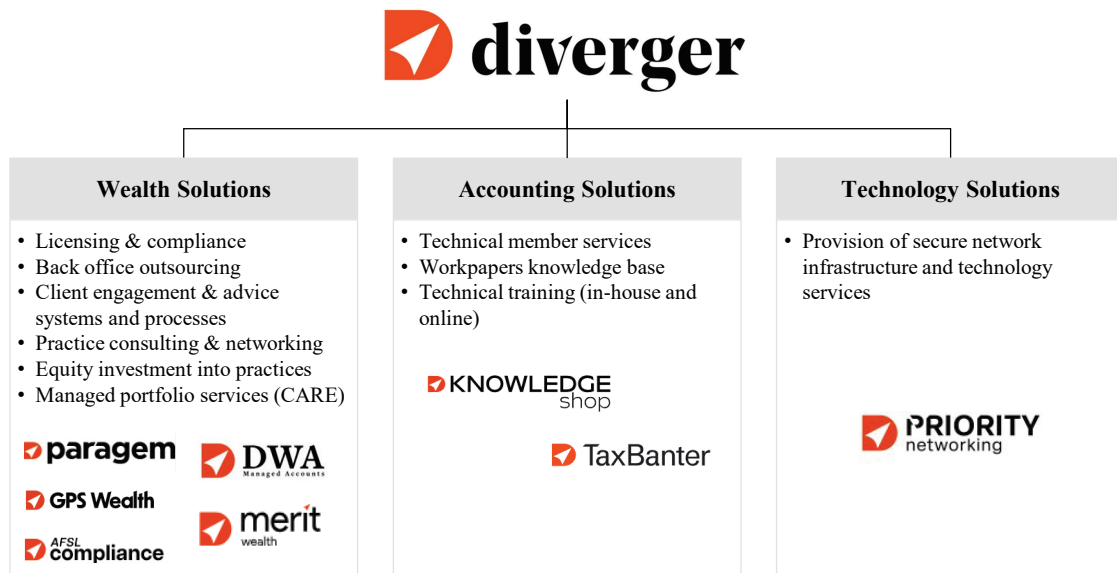 diverger
Wealth Solutions
• Licensing & compliance
• Back office outsourcing
• Client engagement & advice
systems and processes
• Practice consulting & networking
• Equity investment into practices
• Managed portfolio services (CARE)
paragem
DWA
Managed Accounts
GPS Wealth
merit
wealth
AFSL
compliance
Accounting Solutions
• Technical member services
• Workpapers knowledge base
• Technical training (in-house and
online)
KNOWLEDGE
shop
TaxBanter
Technology Solutions
• Provision of secure network
infrastructure and technology
services
PRIORITY
networking